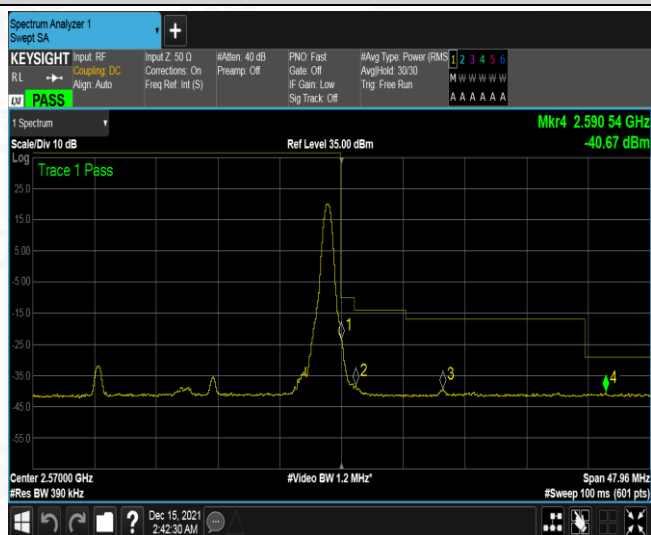 Spectrum Analyzer 1
Swept SA
+
KEYSIGHT
RL
LXI PASS
Input: RF
Coupling: DC
Align: Auto
Input Z: 50 Ω
Corrections: On
Freq Ref: Int (S)
#Atten: 40 dB
Preamp: Off
PNO: Fast
Gate: Off
IF Gain: Low
Sig Track: Off
#Avg Type: Power (RMS
Avg|Hold: 30/30
Trig: Free Run
1 2 3 4 5 6
M W W W W W
A A A A A A
1 Spectrum
Mkr4 2.590 54 GHz
Scale/Div 10 dB
Ref Level 35.00 dBm
-40.67 dBm
Log
Trace 1 Pass
25.0
15.0
5.00
-5.00
-15.0
1
-25.0
2
3
-35.0
4
-45.0
-55.0
Center 2.57000 GHz
#Video BW 1.2 MHz*
Span 47.96 MHz
#Res BW 390 kHz
#Sweep 100 ms (601 pts)
?
Dec 15, 2021
2:42:30 AM